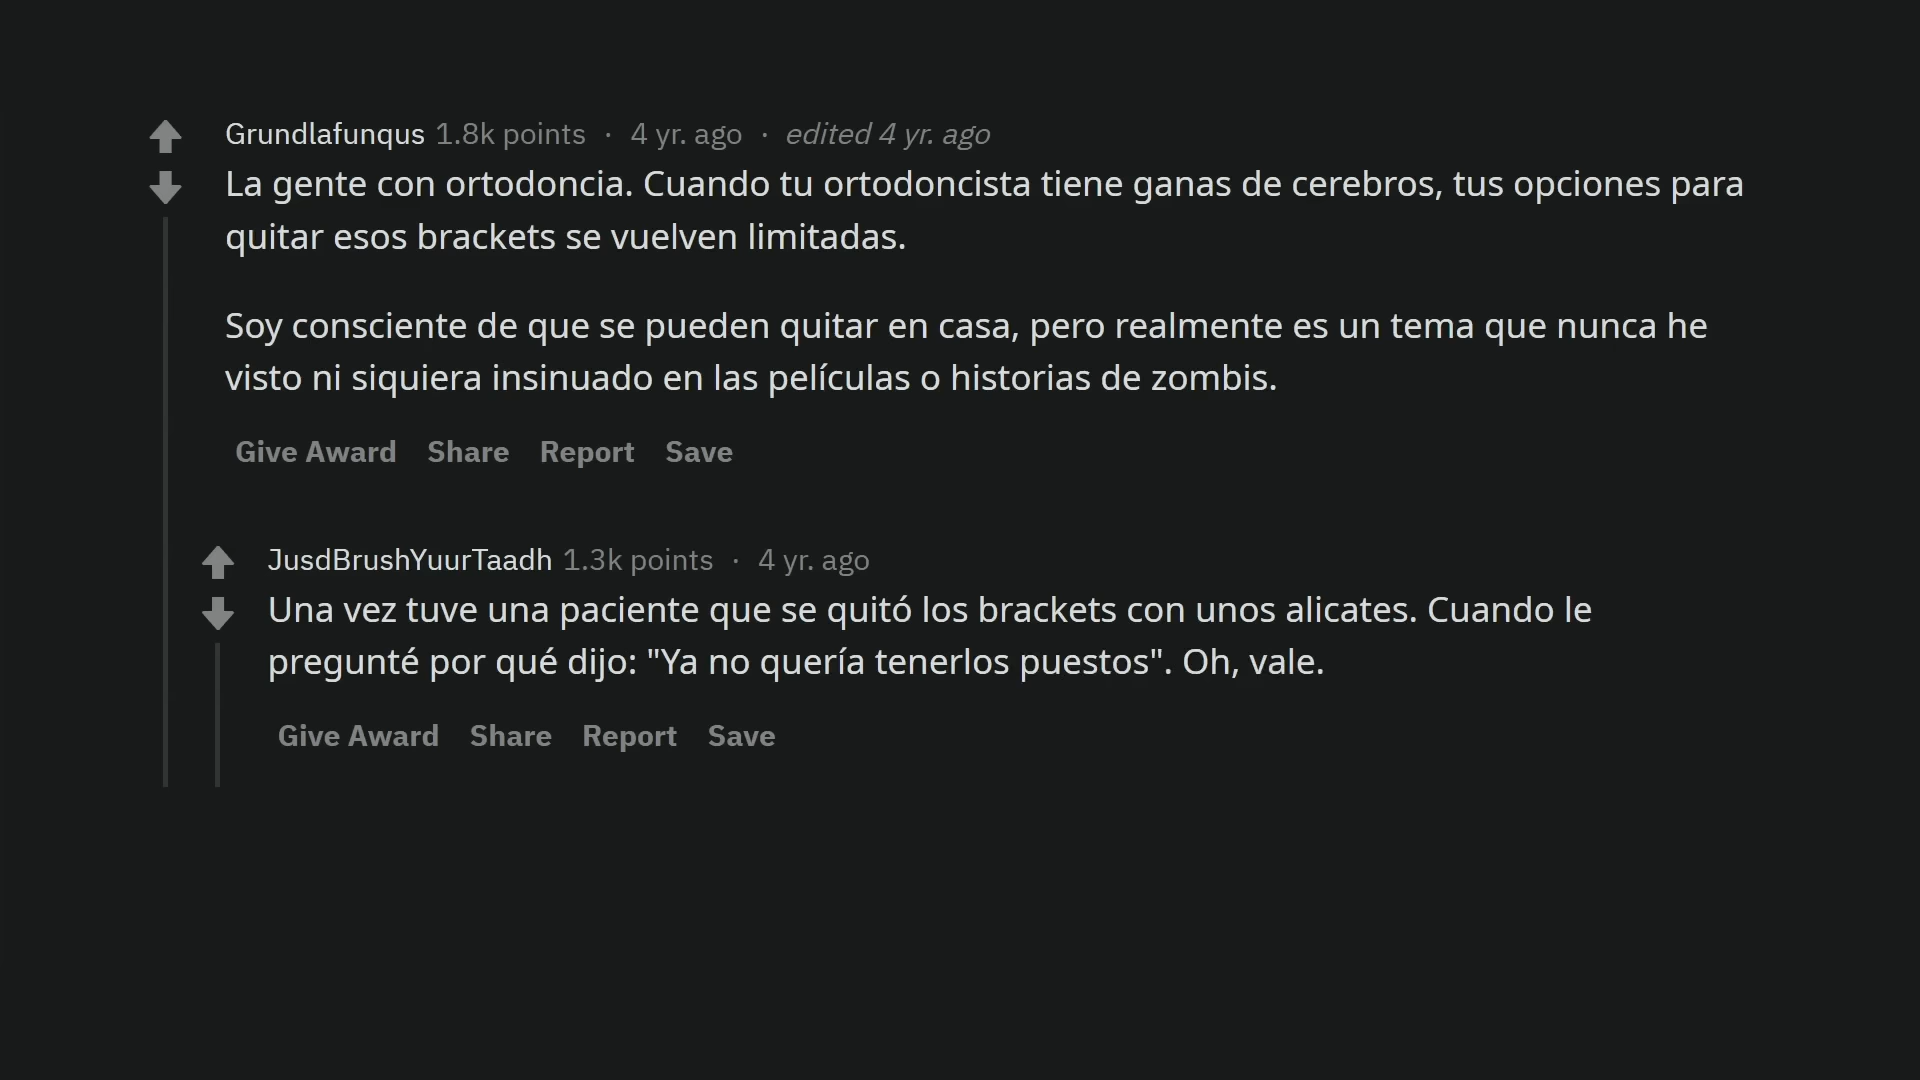 Grundlafunqus 1.8k points · 4 yr. ago · edited 4 yr. ago
La gente con ortodoncia. Cuando tu ortodoncista tiene ganas de cerebros, tus opciones para
quitar esos brackets se vuelven limitadas.
Soy consciente de que se pueden quitar en casa, pero realmente es un tema que nunca he
visto ni siquiera insinuado en las películas o historias de zombis.
Give Award Share Report Save
JusdBrushYuurTaadh 1.3k points · 4 yr. ago
Una vez tuve una paciente que se quitó los brackets con unos alicates. Cuando le
pregunté por qué dijo: "Ya no quería tenerlos puestos". Oh, vale.
Give Award Share Report Save